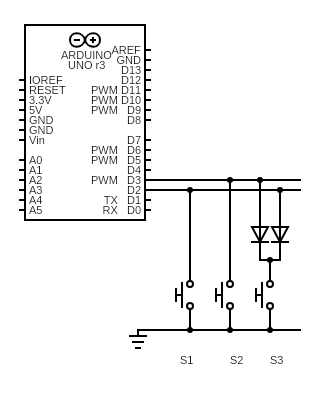 ARDUINO
UNO r3
IOREF
RESET
3.3V
5V
GND
GND
Vin
A0
A1
A2
A3
A4
A5
AREF
GND
D13
D12
PWM D11
PWM D10
PWM D9
D8
D7
PWM D6
PWM D5
D4
PWM D3
D2
TX D1
RX D0
S1 S2 S3